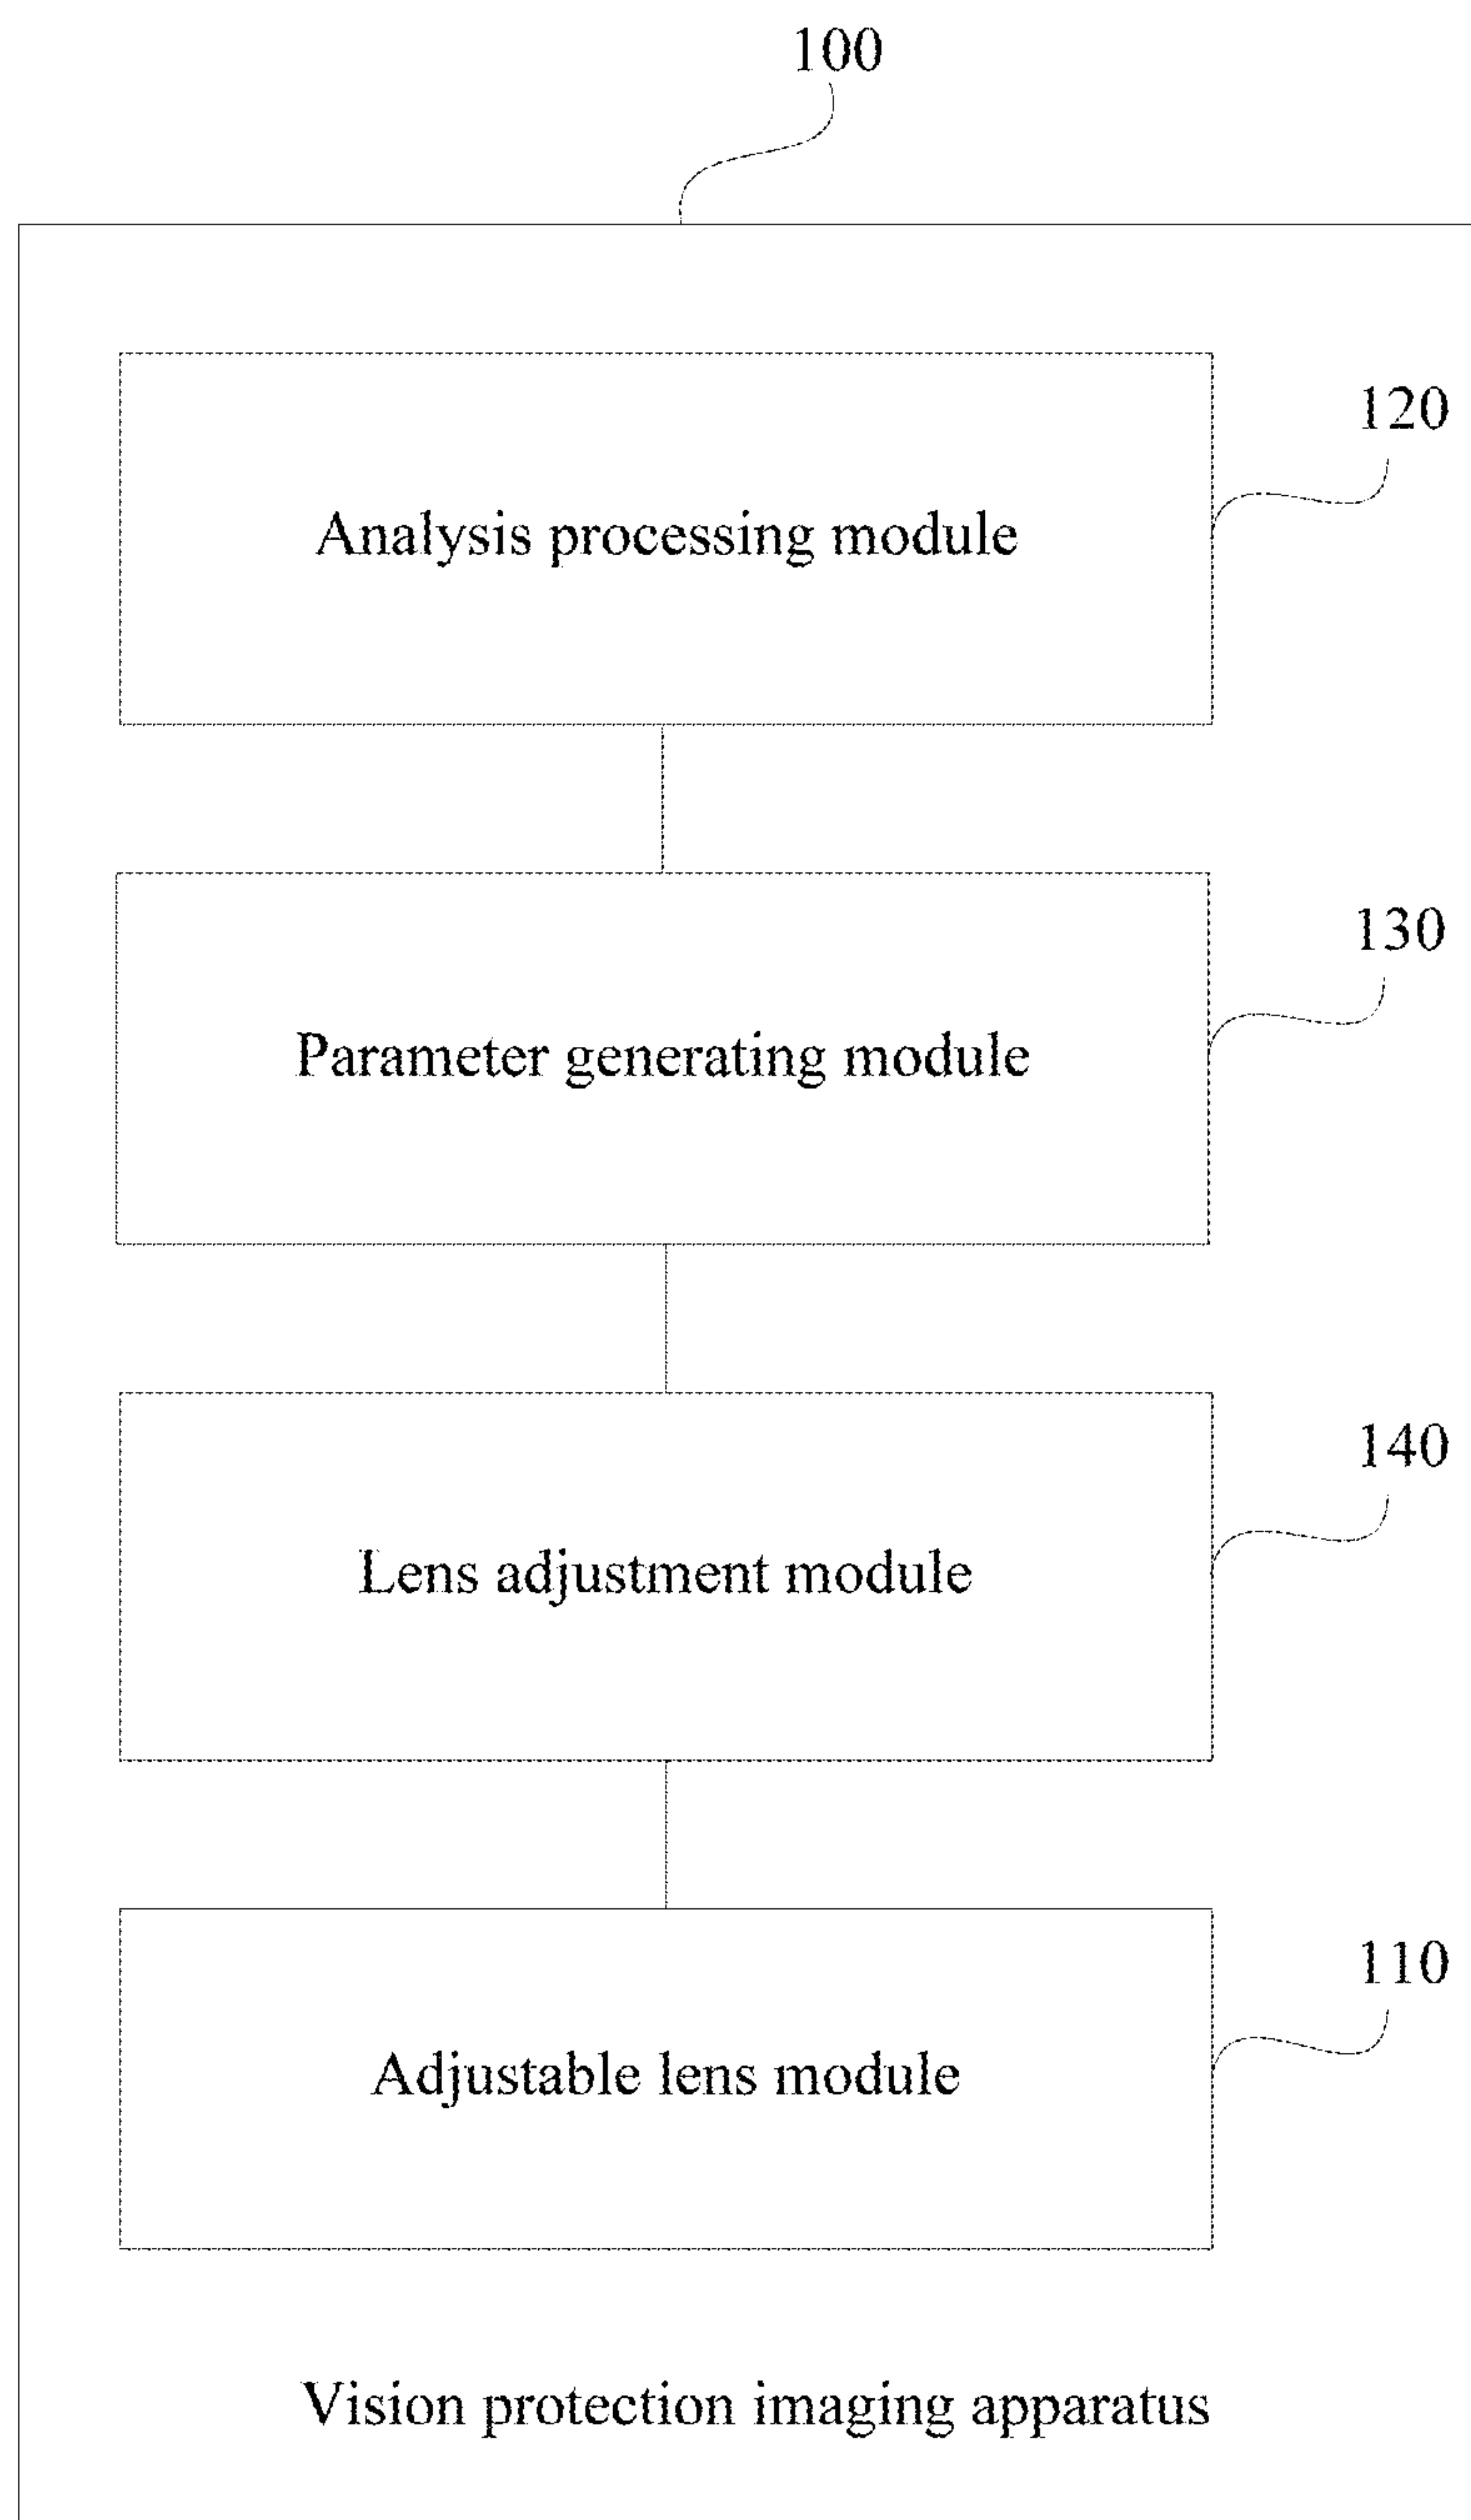 100
120
Analysis processing module
130
Parameter generating module
140
Lens adjustment module
110
Adjustable lens module
Vision protection imaging apparatus